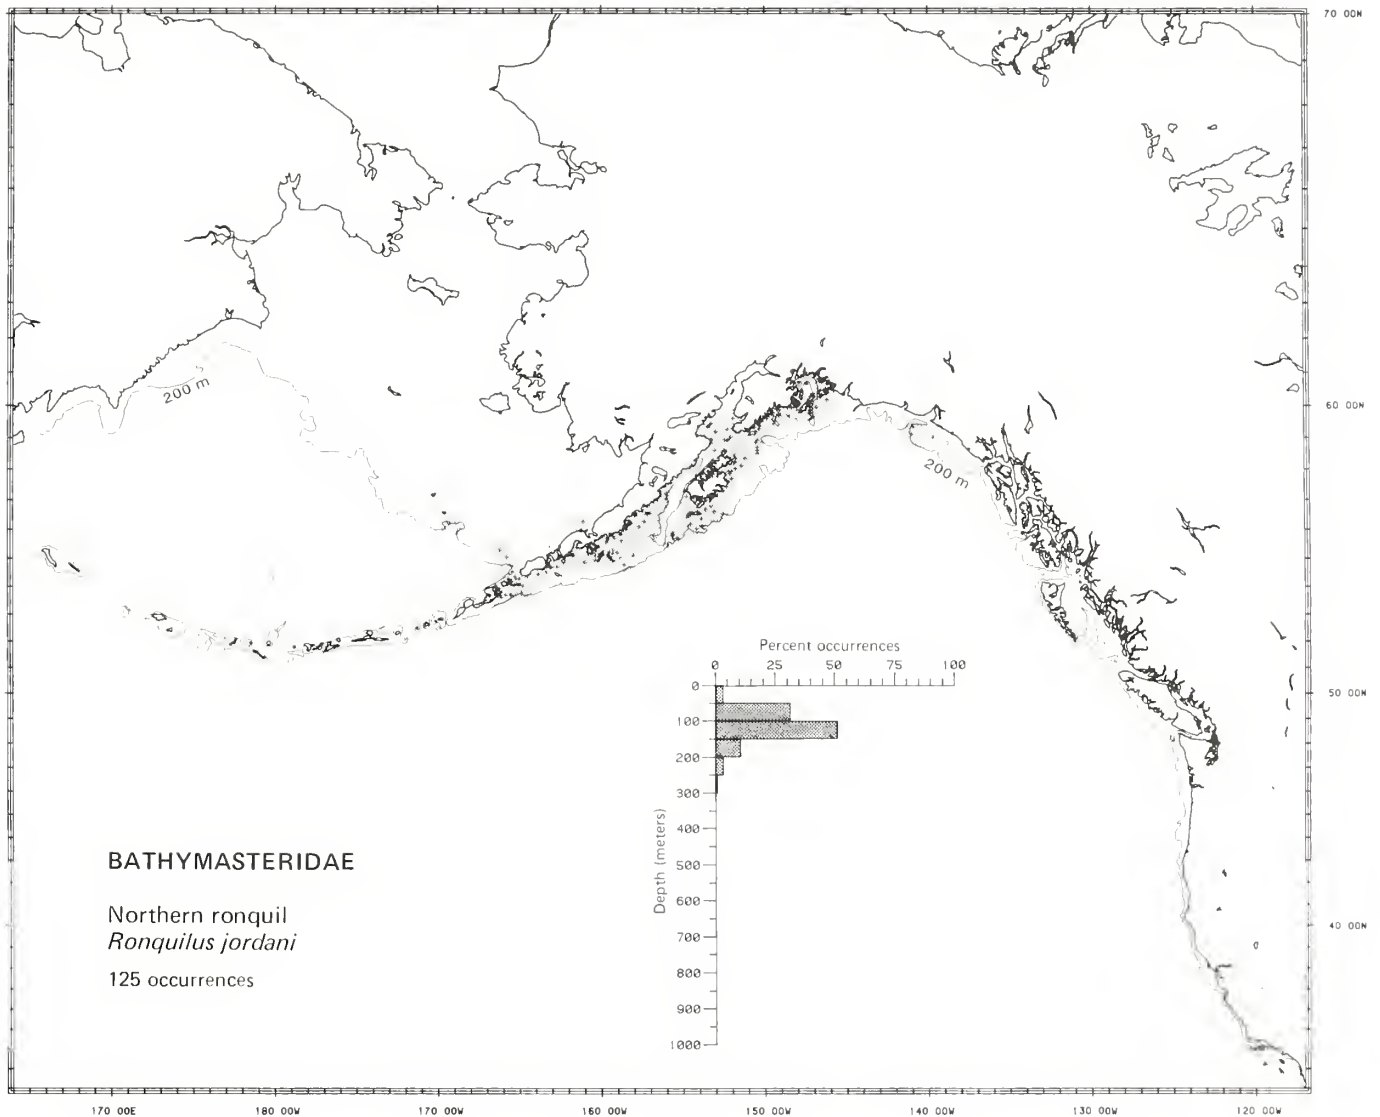 70 00N
200 m
60 00N
200 m
Percent occurrences
0 25 50 75 100
0
100
200
300
400
500
600
700
800
900
1000
Depth (meters)
50 00N
40 00N
BATHYMASTERIDAE
Northern ronquil
Ronquilus jordani
125 occurrences
170 00E 180 00W 170 00W 160 00W 150 00W 140 00W 130 00W 120 00W